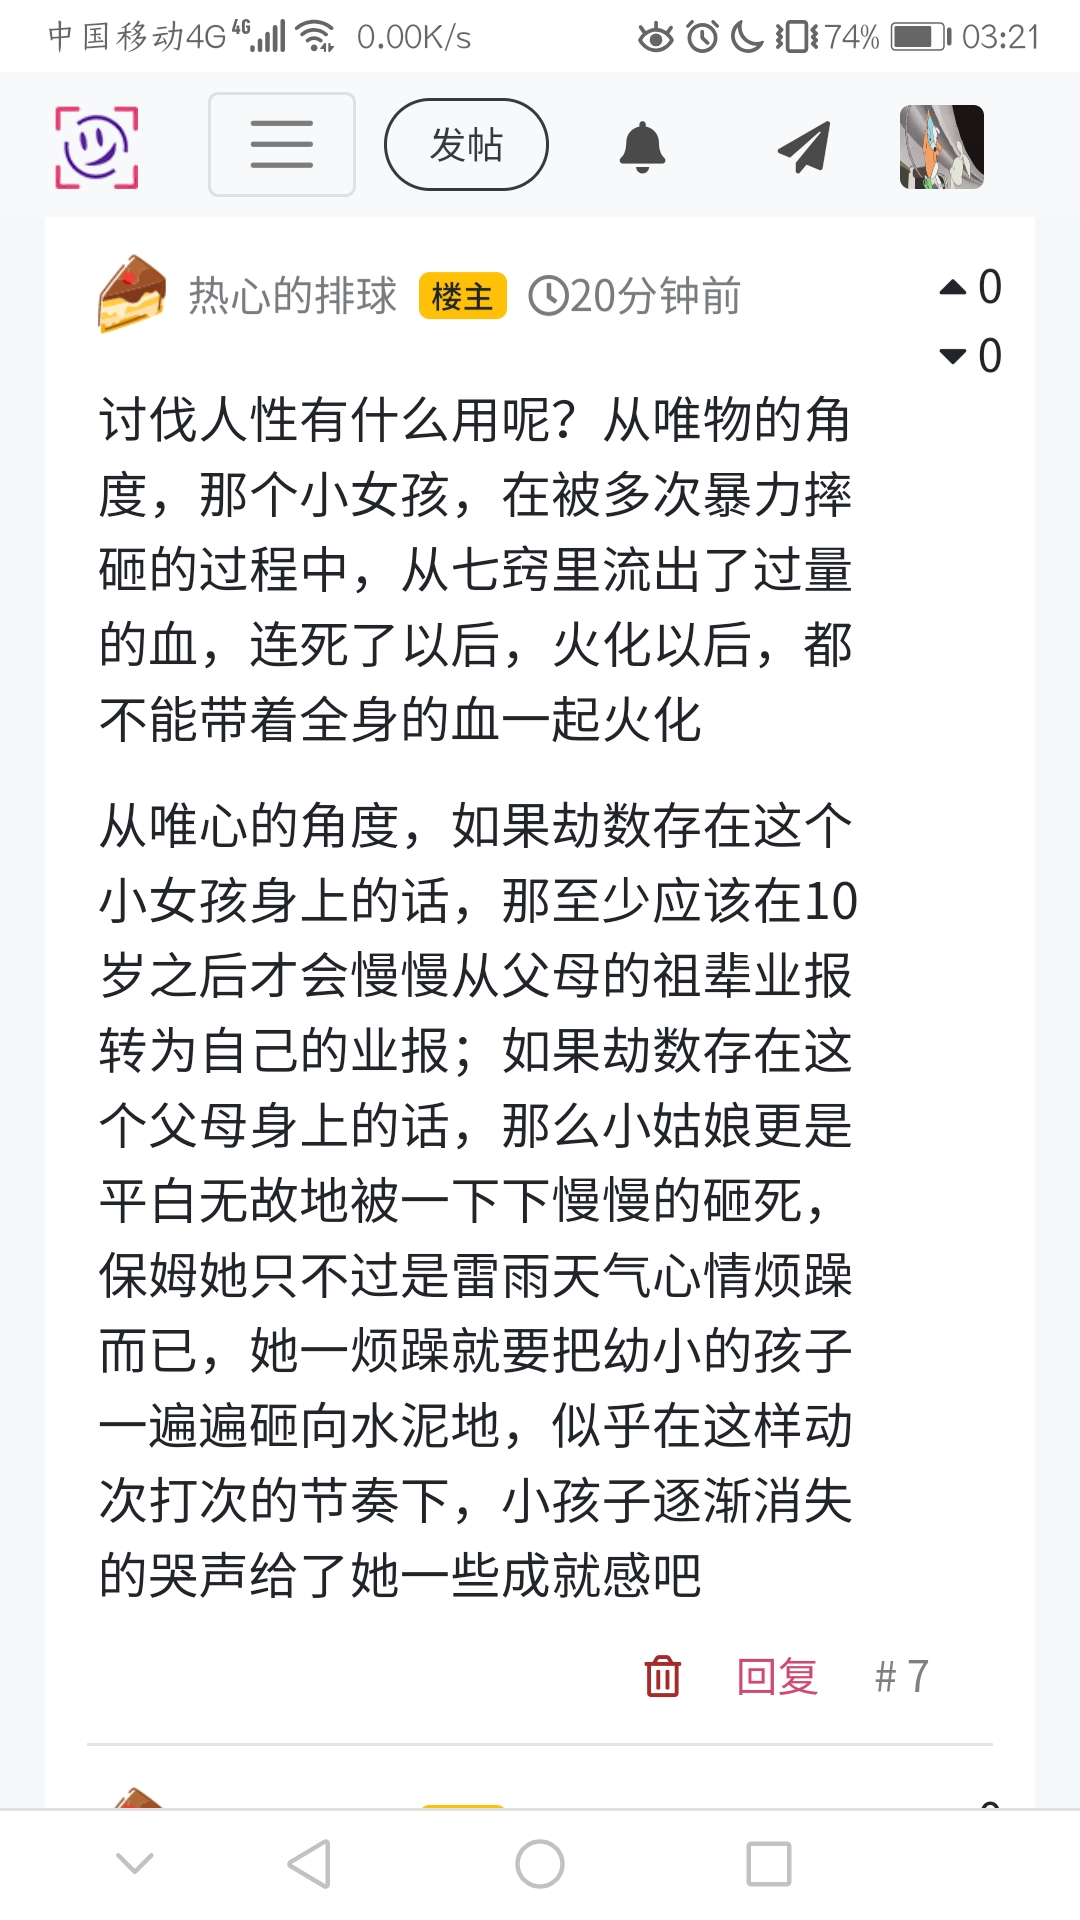 中国移动4G 4G 0.00K/s 74% 03:21
发帖
热心的排球 楼主 20分钟前
0
0
讨伐人性有什么用呢？从唯物的角
度，那个小女孩，在被多次暴力摔
砸的过程中，从七窍里流出了过量
的血，连死了以后，火化以后，都
不能带着全身的血一起火化
从唯心的角度，如果劫数存在这个
小女孩身上的话，那至少应该在10
岁之后才会慢慢从父母的祖辈业报
转为自己的业报；如果劫数存在这
个父母身上的话，那么小姑娘更是
平白无故地被一下下慢慢的砸死，
保姆她只不过是雷雨天气心情烦躁
而已，她一烦躁就要把幼小的孩子
一遍遍砸向水泥地，似乎在这样动
次打次的节奏下，小孩子逐渐消失
的哭声给了她一些成就感吧
回复 # 7